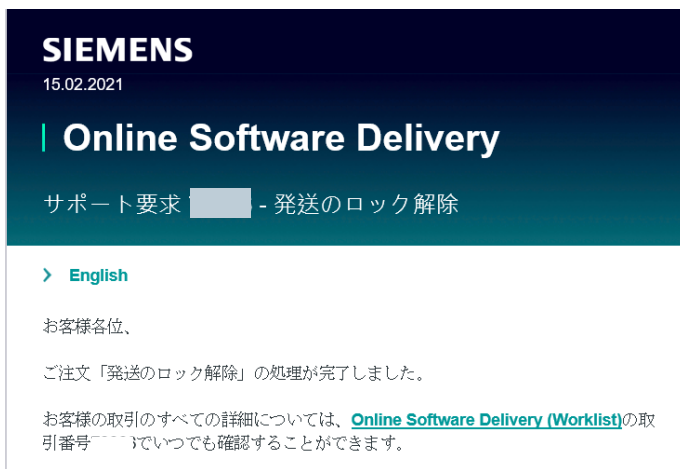 SIEMENS
15.02.2021
Online Software Delivery
サポート要求 - 発送のロック解除
English
お客様各位、
ご注文「発送のロック解除」の処理が完了しました。
お客様の取引のすべての詳細については、Online Software Delivery (Worklist)の取
引番号でいつでも確認することができます。